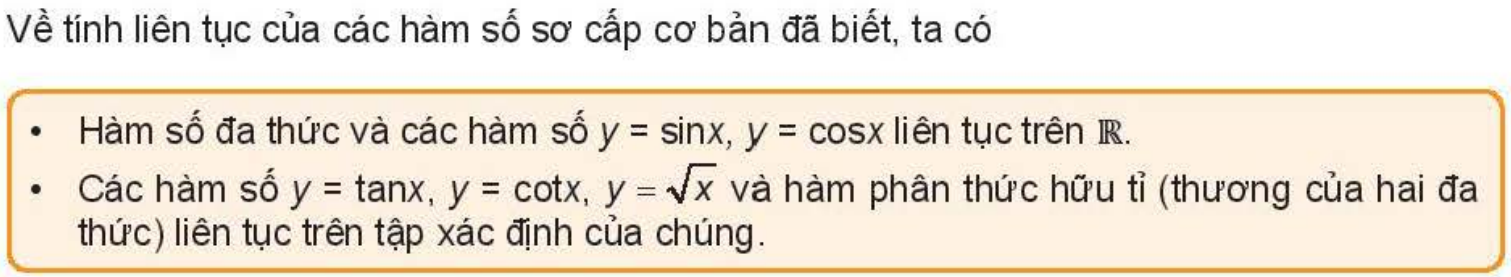 Về tính liên tục của các hàm số sơ cấp cơ bản đã biết, ta có
• Hàm số đa thức và các hàm số y = sinx, y = cosx liên tục trên ℝ.
• Các hàm số y = tanx, y = cotx, y = √x và hàm phân thức hữu tỉ (thương của hai đa
thức) liên tục trên tập xác định của chúng.